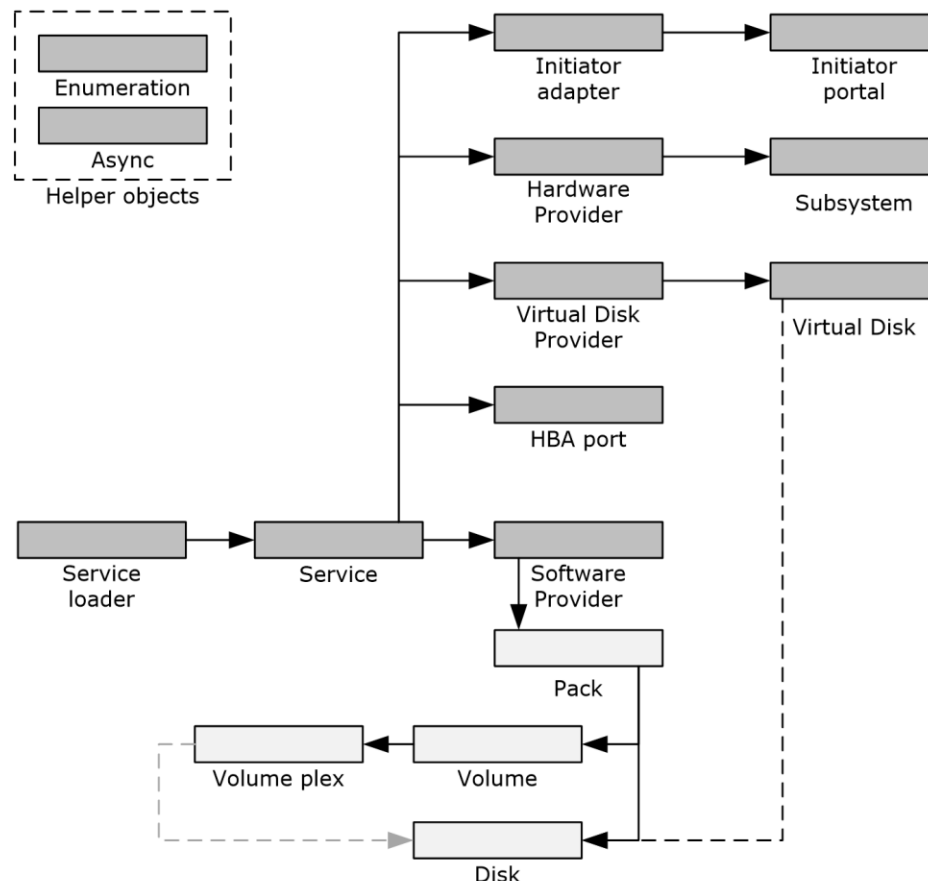 Enumeration
Async
Helper objects
Initiator
adapter
Initiator
portal
Hardware
Provider
Subsystem
Virtual Disk
Provider
Virtual Disk
HBA port
Service
loader
Service
Software
Provider
Pack
Volume plex
Volume
Disk